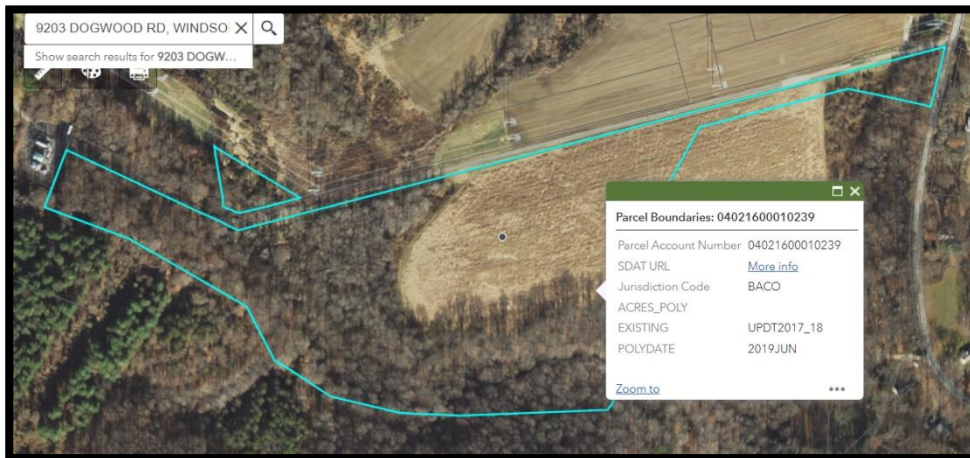 9203 DOGWOOD RD, WINDSO
Show search results for 9203 DOGW...
Parcel Boundaries: 04021600010239
Parcel Account Number 04021600010239
SDAT URL More info
Jurisdiction Code BACO
ACRES_POLY
EXISTING UPDT2017_18
POLYDATE 2019JUN
Zoom to